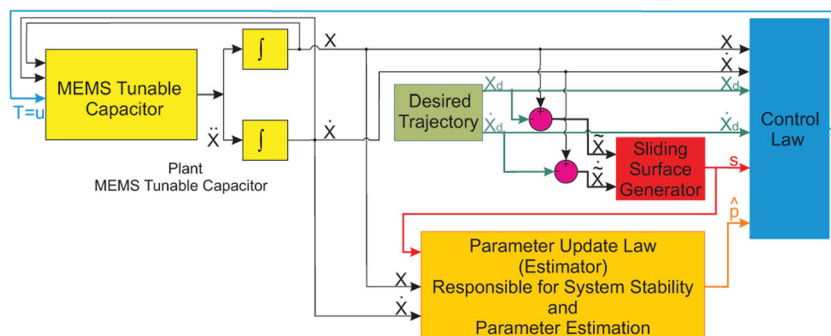 MEMS Tunable
Capacitor
T=u
Ẍ
∫
∫
X
Ẋ
Plant
MEMS Tunable Capacitor
Desired
Trajectory
Xd
Ẋd
+
-
+
-
X̃
Ẋ̃
Sliding
Surface
Generator
X
Ẋ
Xd
Ẋd
s
p̂
Control
Law
Parameter Update Law
(Estimator)
Responsible for System Stability
and
Parameter Estimation
X
Ẋ